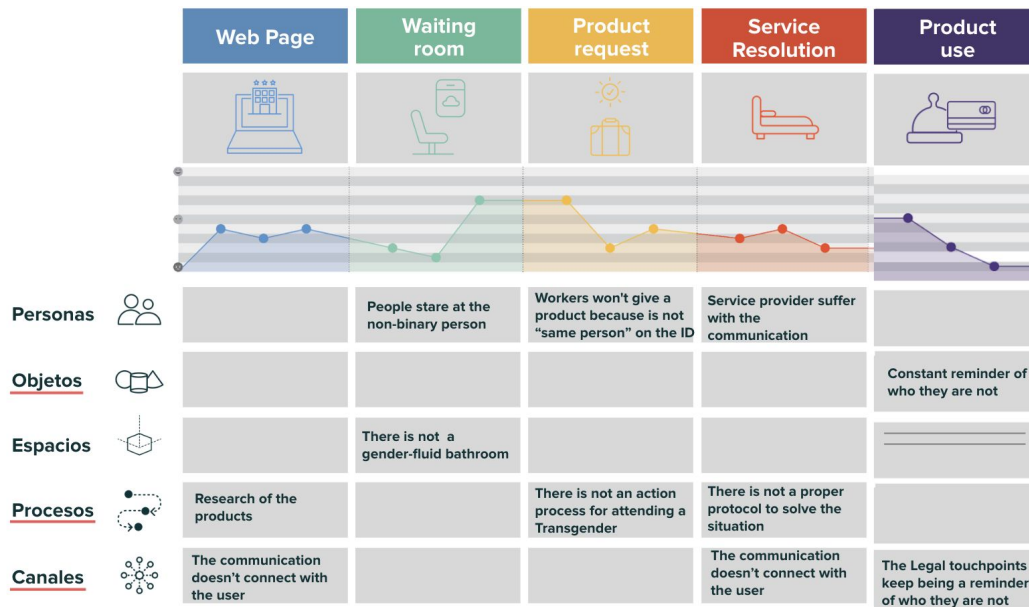 Web Page
Waiting
room
Product
request
Service
Resolution
Product
use
Personas
People stare at the
non-binary person
Workers won't give a
product because is not
“same person” on the ID
Service provider suffer
with the
communication
Objetos
Constant reminder of
who they are not
Espacios
There is not a
gender-fluid bathroom
Procesos
Research of the
products
There is not an action
process for attending a
Transgender
There is not a proper
protocol to solve the
situation
Canales
The communication
doesn’t connect with
the user
The communication
doesn’t connect with
the user
The Legal touchpoints
keep being a reminder
of who they are not